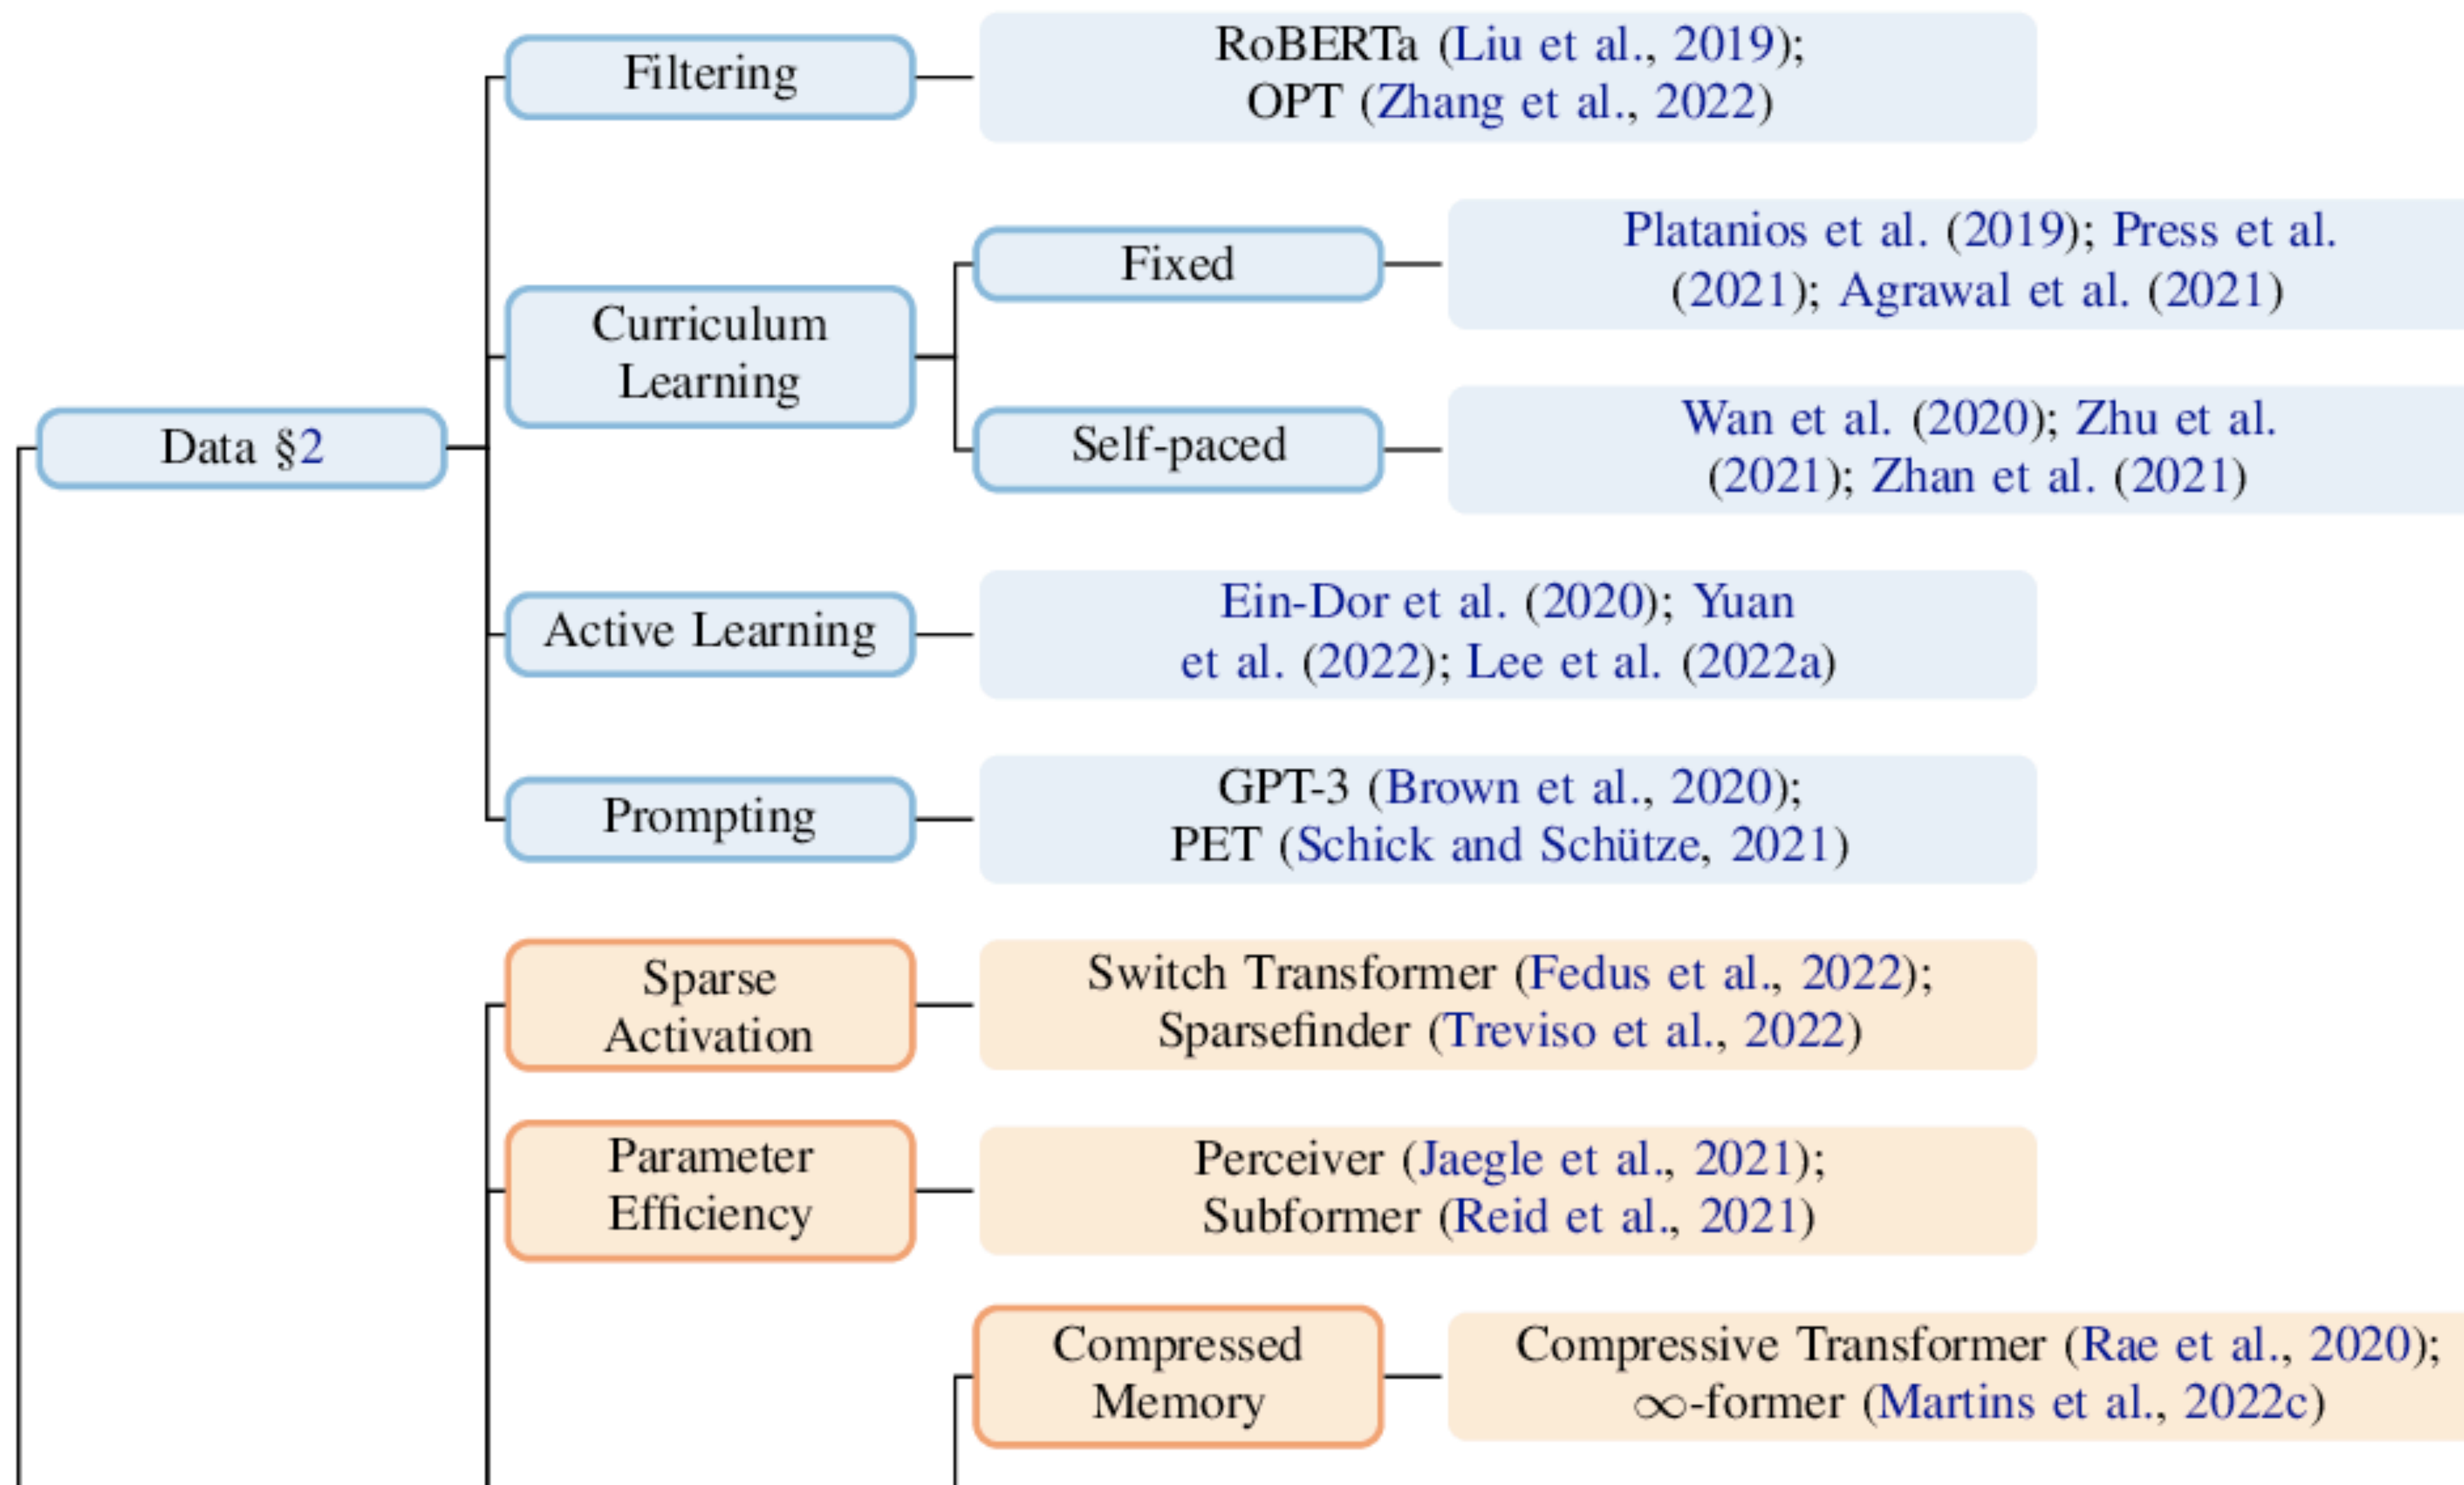 Filtering
RoBERTa (Liu et al., 2019);
OPT (Zhang et al., 2022)
Curriculum
Learning
Fixed
Platanios et al. (2019); Press et al.
(2021); Agrawal et al. (2021)
Data §2
Self-paced
Wan et al. (2020); Zhu et al.
(2021); Zhan et al. (2021)
Active Learning
Ein-Dor et al. (2020); Yuan
et al. (2022); Lee et al. (2022a)
Prompting
GPT-3 (Brown et al., 2020);
PET (Schick and Schütze, 2021)
Sparse
Activation
Switch Transformer (Fedus et al., 2022);
Sparsefinder (Treviso et al., 2022)
Parameter
Efficiency
Perceiver (Jaegle et al., 2021);
Subformer (Reid et al., 2021)
Compressed
Memory
Compressive Transformer (Rae et al., 2020);
∞-former (Martins et al., 2022c)